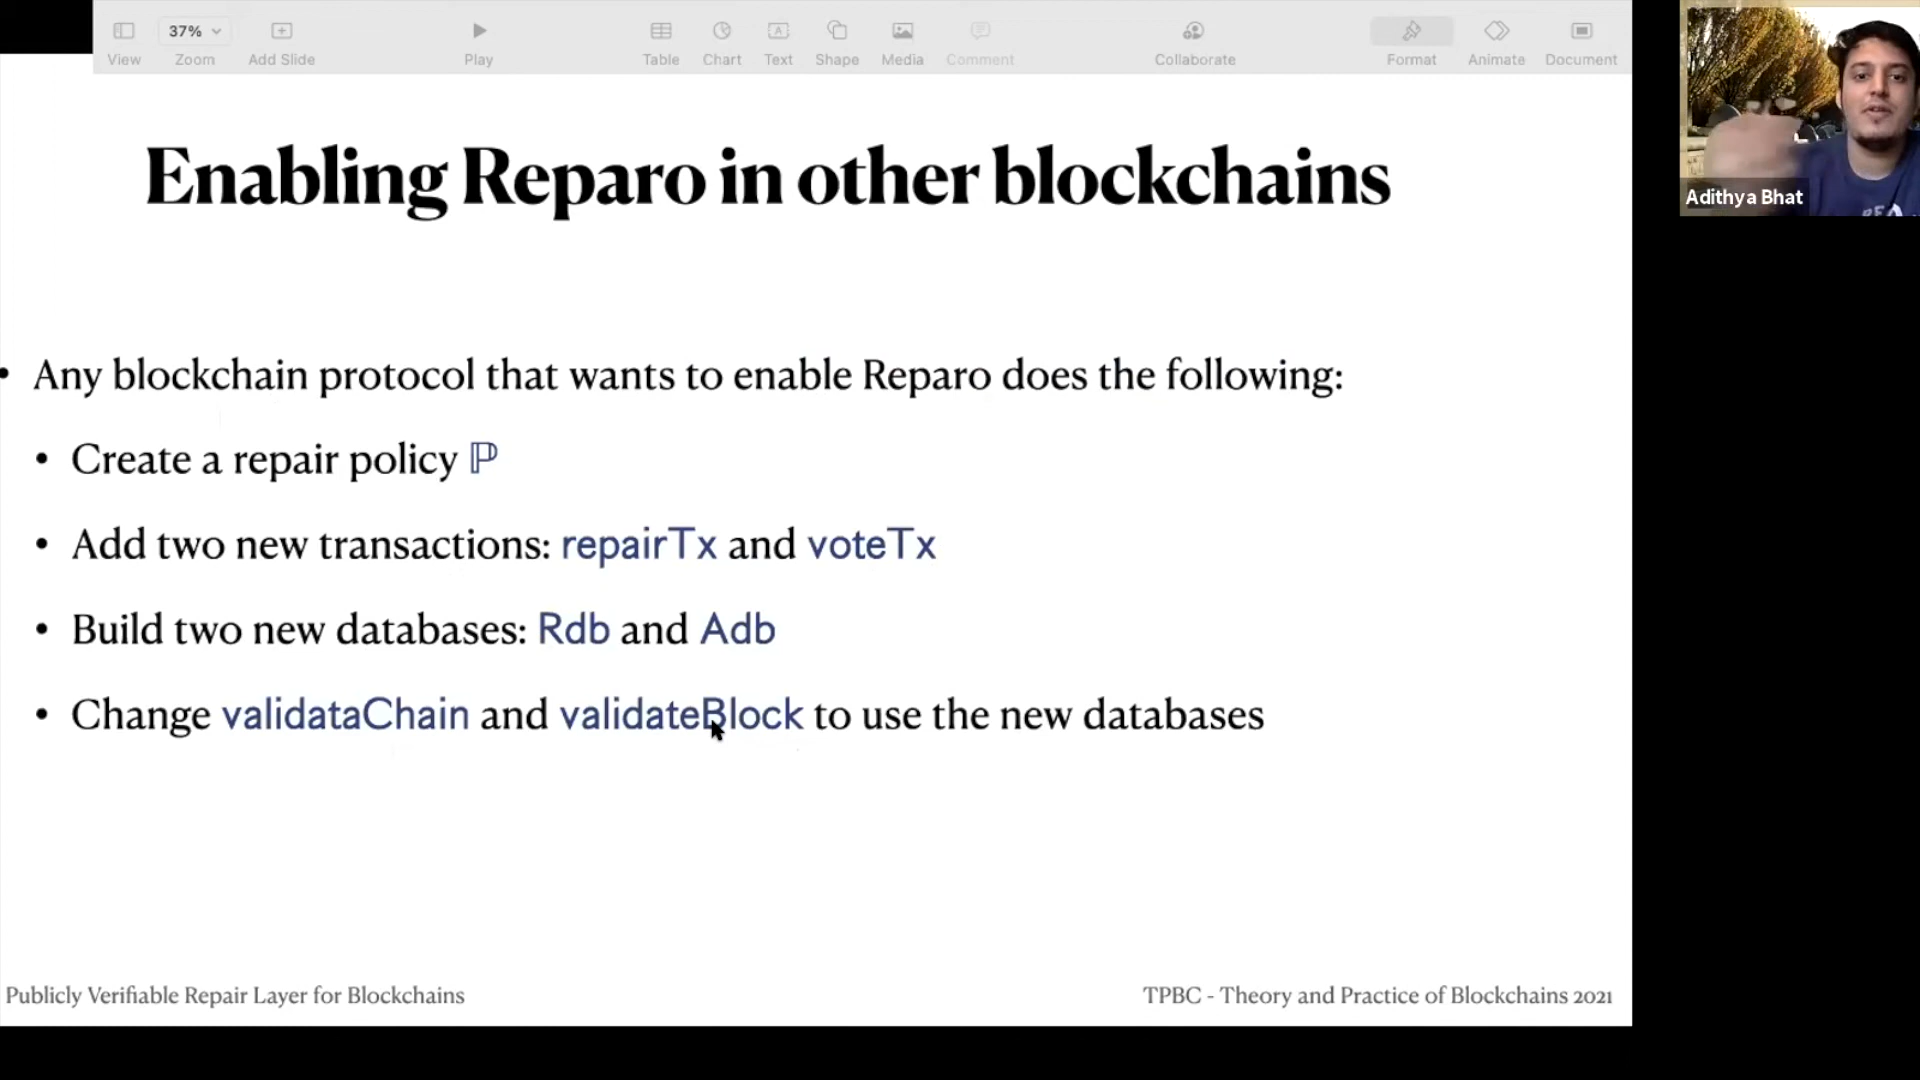 37%
View
Zoom
Add Slide
Play
Table
Chart
Text
Shape
Media
Comment
Collaborate
Format
Animate
Document
Adithya Bhat
Enabling Reparo in other blockchains
• Any blockchain protocol that wants to enable Reparo does the following:
• Create a repair policy ℙ
• Add two new transactions: repairTx and voteTx
• Build two new databases: Rdb and Adb
• Change validataChain and validateBlock to use the new databases
Publicly Verifiable Repair Layer for Blockchains
TPBC - Theory and Practice of Blockchains 2021